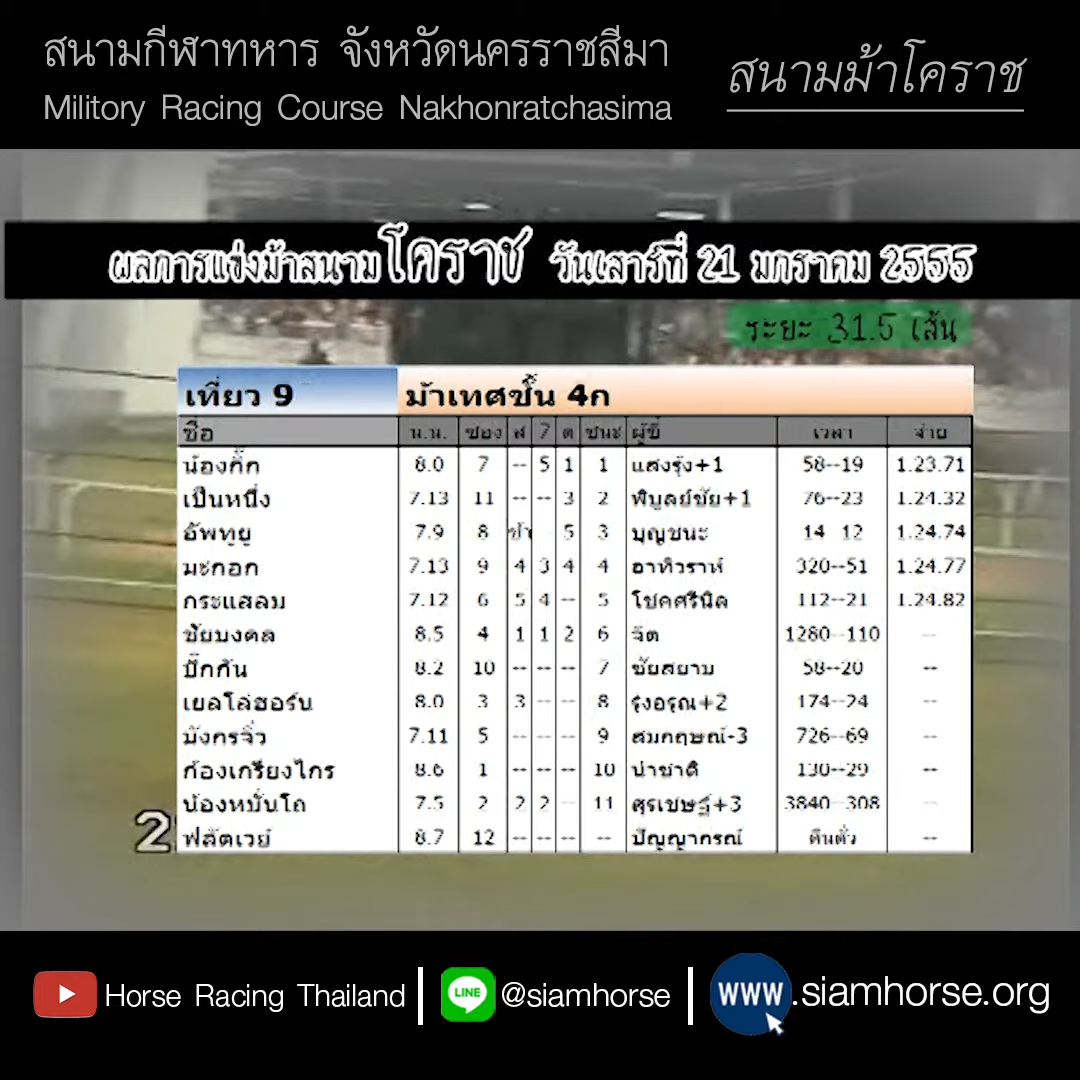 สนามกีฬาทหาร จังหวัดนครราชสีมา
Military Racing Course Nakhonratchasima
สนามม้าโคราช
ผลการแข่งม้าสนามโคราช วันเสาร์ที่ 21 มกราคม 2555
ระยะ 31.5 เส้น
เที่ยว 9 ม้าเทศชั้น 4ก
ชื่อ น.น. ซอง ส 7 ต ชนะ ผู้ขี่ เวลา จ่าย
น้องกิ๊ก 8.0 7 -- 5 1 1 แสงรุ้ง+1 58--19 1.23.71
เป็นหนึ่ง 7.13 11 -- -- 3 2 พิบูลย์ชัย+1 76--23 1.24.32
อัพทูยู 7.9 8 ช้า 5 3 บุญชนะ 14--12 1.24.74
มะกอก 7.13 9 4 3 4 4 อาทิวราห์ 320--51 1.24.77
กระแสลม 7.12 6 5 4 -- 5 โชคศรีนิล 112--21 1.24.82
ชัยมงคล 8.5 4 1 1 2 6 จิต 1280--110 --
ปึ๊กกัน 8.2 10 -- -- -- 7 ชัยสยาม 58--20 --
เยลโล่ฮอร์น 8.0 3 3 -- -- 8 รุ่งอรุณ+2 174--24 --
มังกรจิ๋ว 7.11 5 -- -- 9 สมกฤษณ์-3 726--69 --
ก้องเกรียงไกร 8.6 1 -- -- -- 10 นำชาติ 130--29 --
น้องหมั่นโถ 7.5 2 2 2 -- 11 สุรเชษฐ์+3 3840--308 --
ฟลัดเวย์ 8.7 12 -- -- -- -- ปัญญากรณ์ คืนตั๋ว --
2
Horse Racing Thailand
LINE @siamhorse
www.siamhorse.org